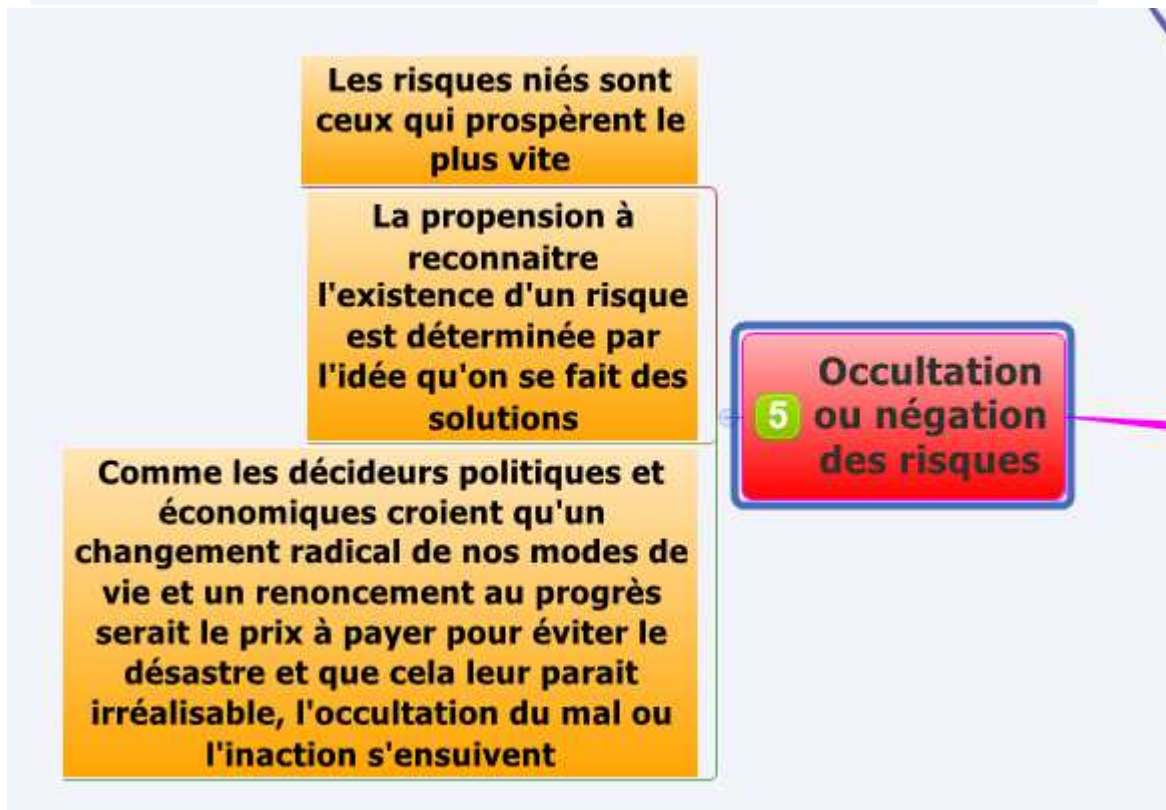 Les risques niés sont
ceux qui prospèrent le
plus vite
La propension à
reconnaitre
l'existence d'un risque
est déterminée par
l'idée qu'on se fait des
solutions
Comme les décideurs politiques et
économiques croient qu'un
changement radical de nos modes de
vie et un renoncement au progrès
serait le prix à payer pour éviter le
désastre et que cela leur parait
irréalisable, l'occultation du mal ou
l'inaction s'ensuivent
Occultation
5 ou négation
des risques